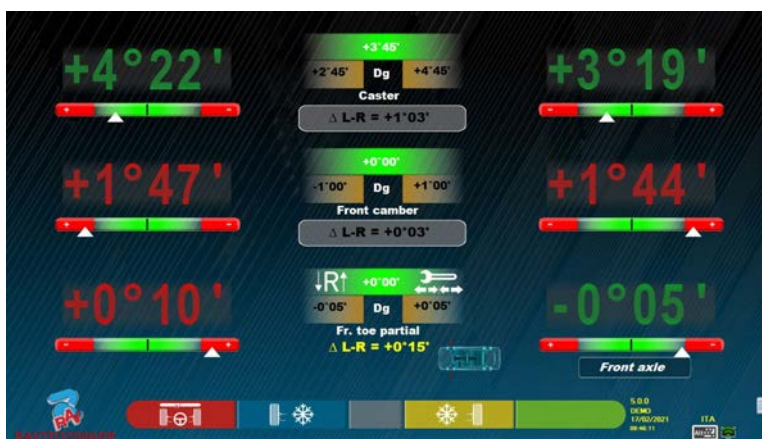 +4°22'
+3°45'
+2°45' Dg +4°45'
Caster
Δ L-R = +1°03'
+3°19'
+ -
+ -
+1°47'
+0°00'
-1°00' Dg +1°00'
Front camber
Δ L-R = +0°03'
+1°44'
+ -
- +
+0°10'
↓R↑ +0°00'
-0°05' Dg +0°05'
Fr. toe partial
Δ L-R = +0°15'
-0°05'
- +
+ -
Front axle
RAV
5.0.0
DEMO
17/02/2021
ITA